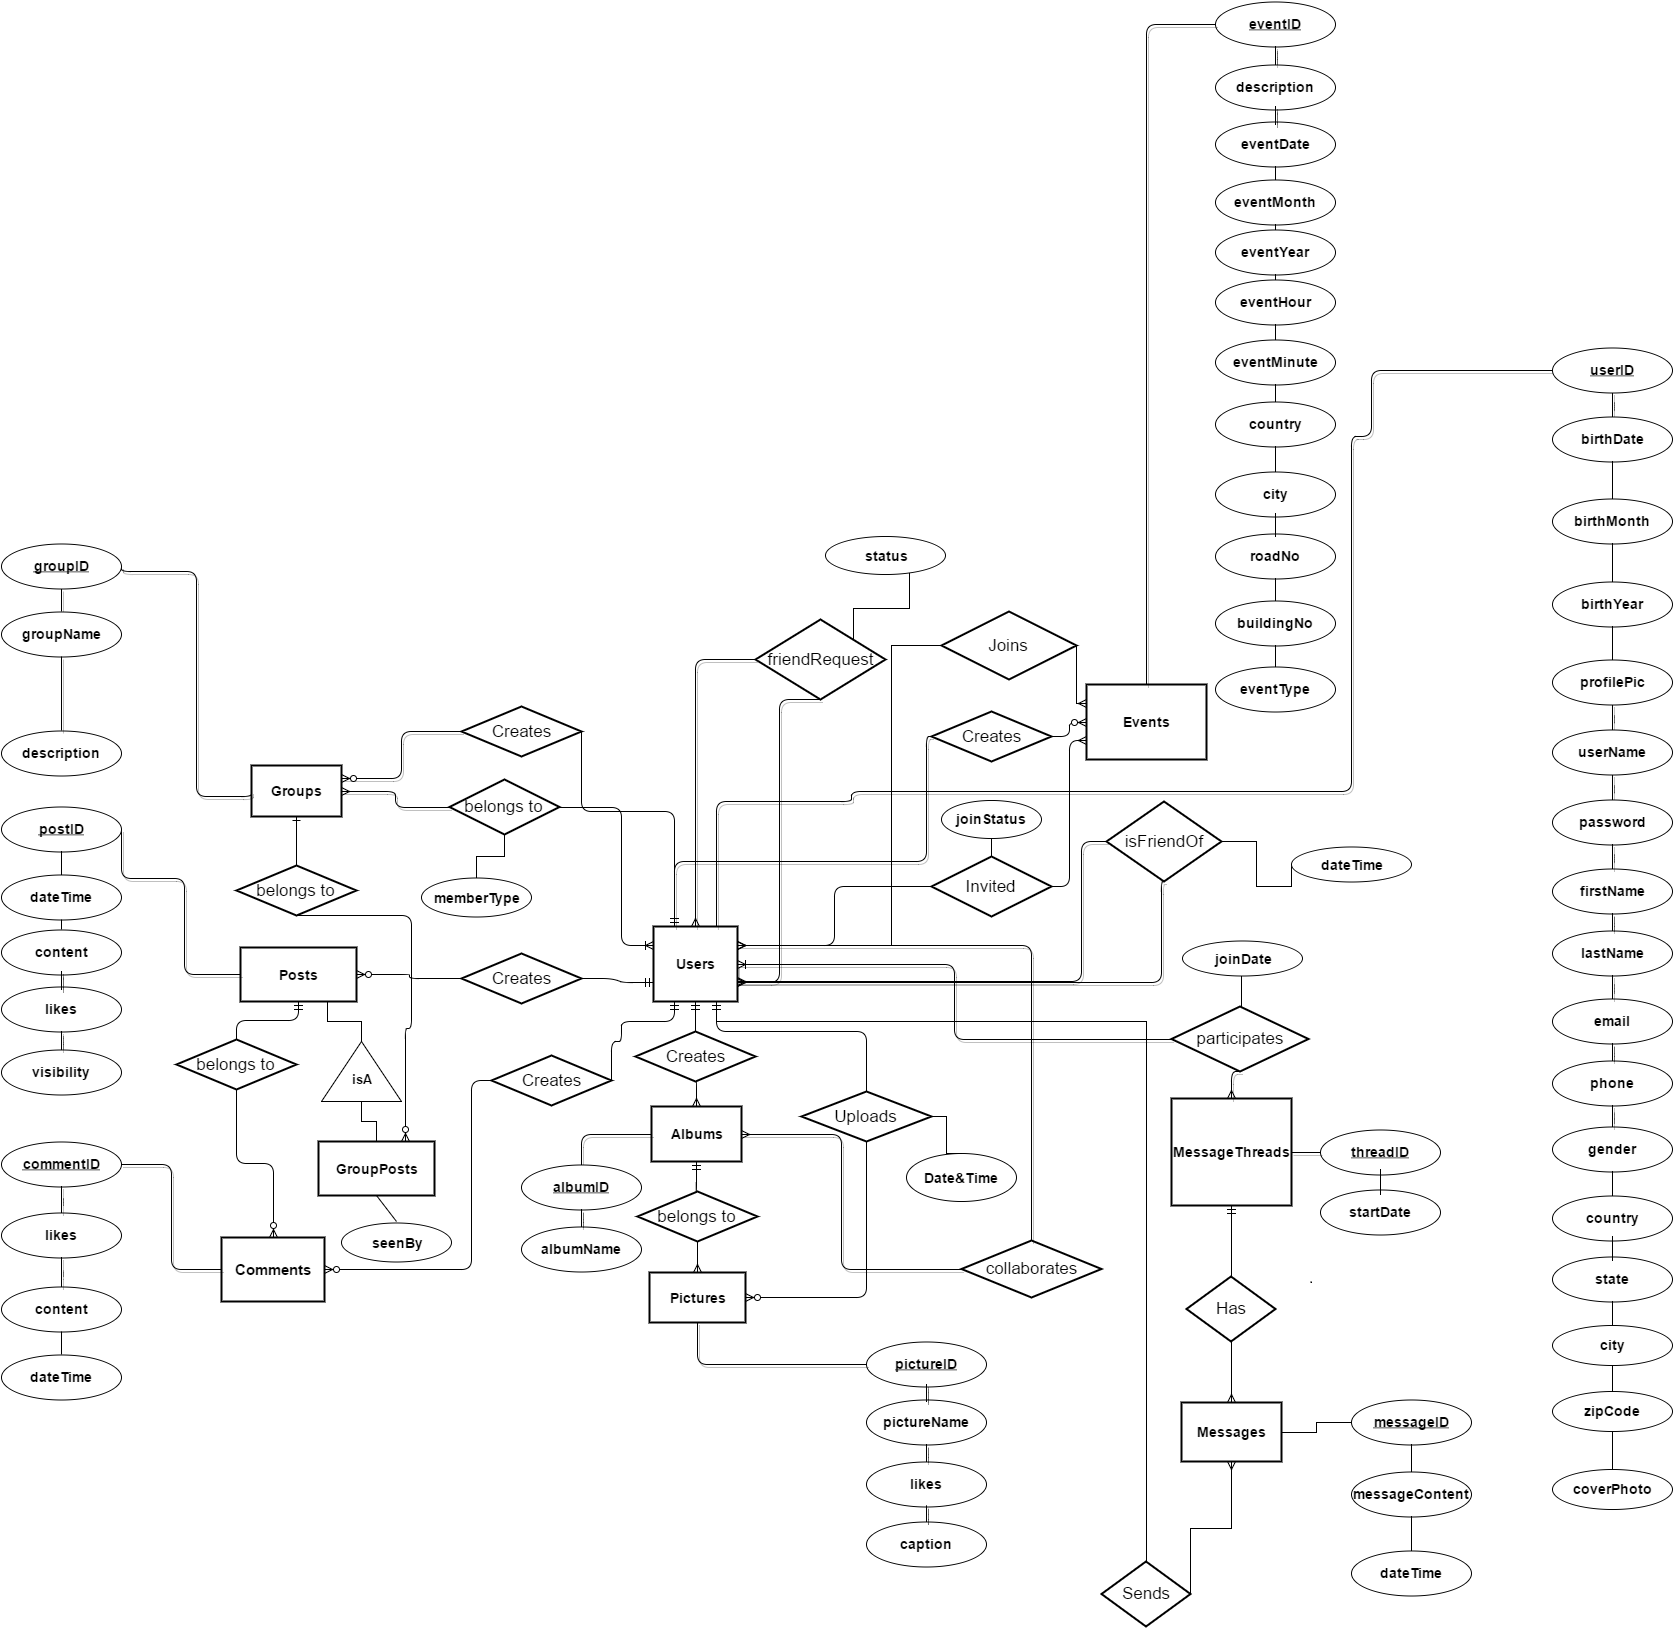 eventID
description
eventDate
eventMonth
eventYear
eventHour
eventMinute
country
city
roadNo
buildingNo
eventType
userID
birthDate
birthMonth
birthYear
profilePic
userName
password
firstName
lastName
email
phone
gender
country
state
city
zipCode
coverPhoto
groupID
groupName
description
postID
dateTime
content
likes
visibility
commentID
likes
content
dateTime
status
friendRequest
Joins
Creates
Events
Creates
Groups
belongs to
memberType
joinStatus
Invited
isFriendOf
dateTime
belongs to
Posts
Creates
Users
joinDate
participates
belongs to
isA
Creates
Creates
Uploads
Date&Time
GroupPosts
seenBy
Comments
Albums
albumID
albumName
belongs to
collaborates
Pictures
pictureID
pictureName
likes
caption
MessageThreads
threadID
startDate
Has
.
Messages
messageID
messageContent
dateTime
Sends